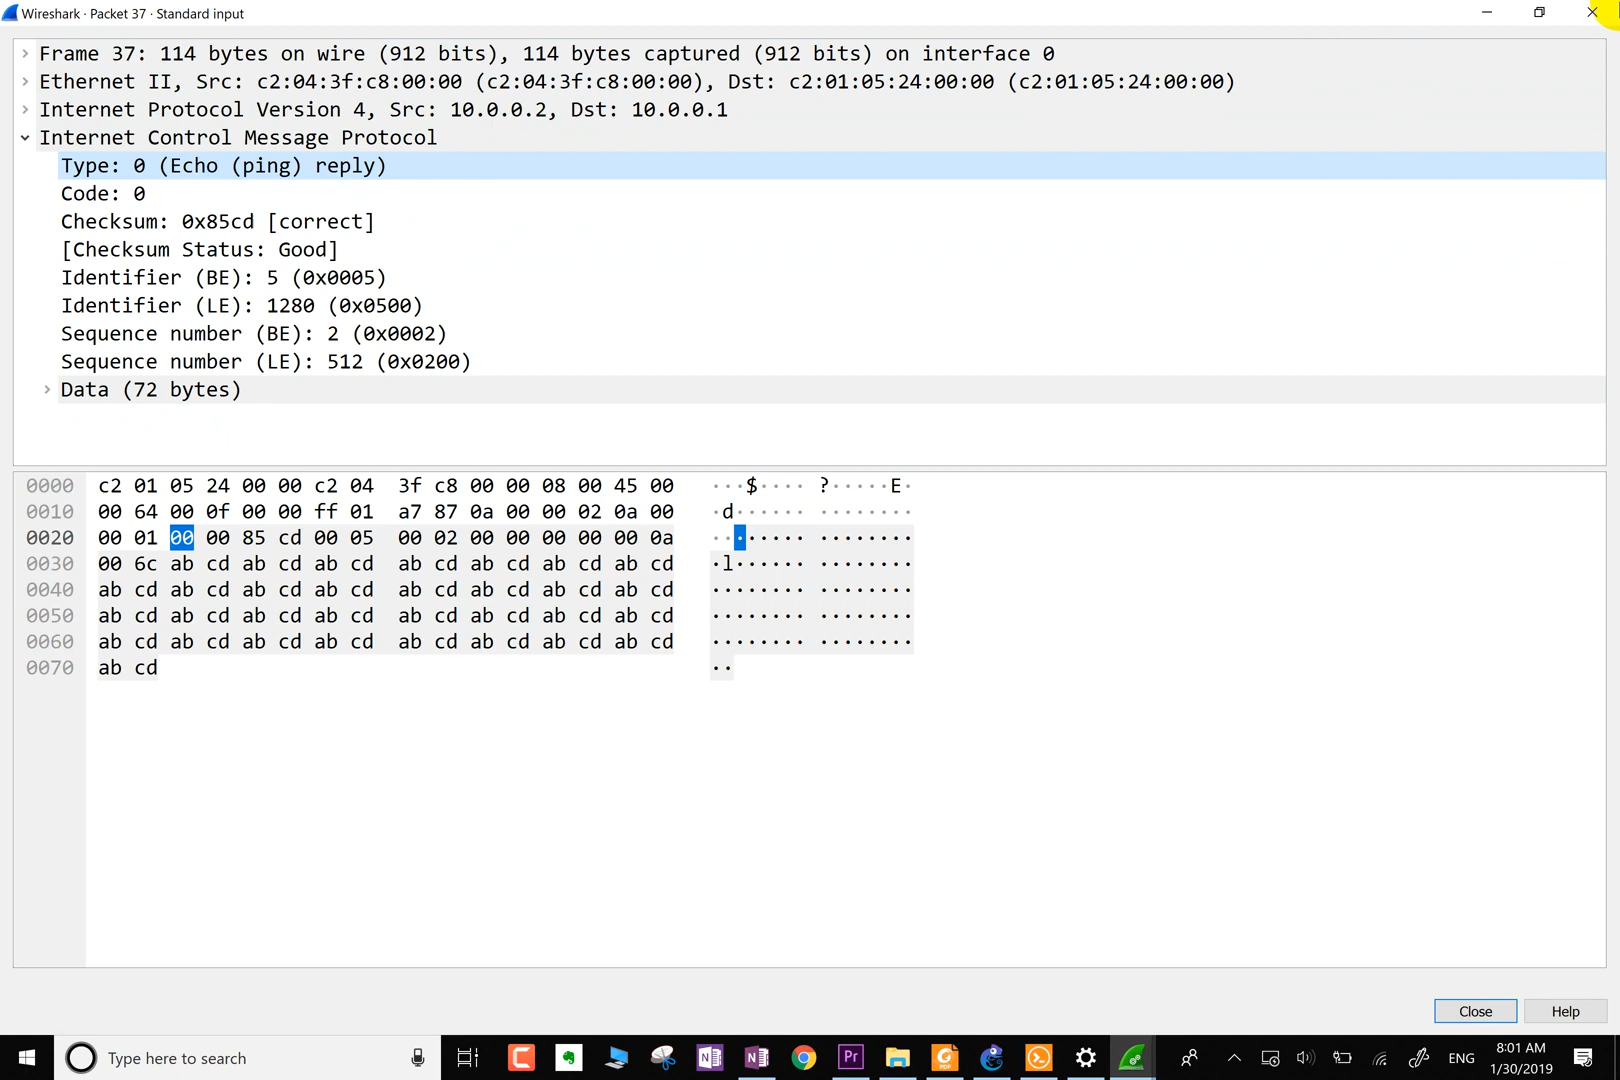 Wireshark · Packet 37 · Standard input
Frame 37: 114 bytes on wire (912 bits), 114 bytes captured (912 bits) on interface 0
Ethernet II, Src: c2:04:3f:c8:00:00 (c2:04:3f:c8:00:00), Dst: c2:01:05:24:00:00 (c2:01:05:24:00:00)
Internet Protocol Version 4, Src: 10.0.0.2, Dst: 10.0.0.1
Internet Control Message Protocol
Type: 0 (Echo (ping) reply)
Code: 0
Checksum: 0x85cd [correct]
[Checksum Status: Good]
Identifier (BE): 5 (0x0005)
Identifier (LE): 1280 (0x0500)
Sequence number (BE): 2 (0x0002)
Sequence number (LE): 512 (0x0200)
Data (72 bytes)
0000 c2 01 05 24 00 00 c2 04 3f c8 00 00 08 00 45 00 ···$···· ?·····E·
0010 00 64 00 0f 00 00 ff 01 a7 87 0a 00 00 02 0a 00 ·d······ ········
0020 00 01 00 00 85 cd 00 05 00 02 00 00 00 00 00 0a ········ ········
0030 00 6c ab cd ab cd ab cd ab cd ab cd ab cd ab cd ·l······ ········
0040 ab cd ab cd ab cd ab cd ab cd ab cd ab cd ab cd ········ ········
0050 ab cd ab cd ab cd ab cd ab cd ab cd ab cd ab cd ········ ········
0060 ab cd ab cd ab cd ab cd ab cd ab cd ab cd ab cd ········ ········
0070 ab cd ··
Close Help
Type here to search
Pr
PDF
ENG
8:01 AM
1/30/2019